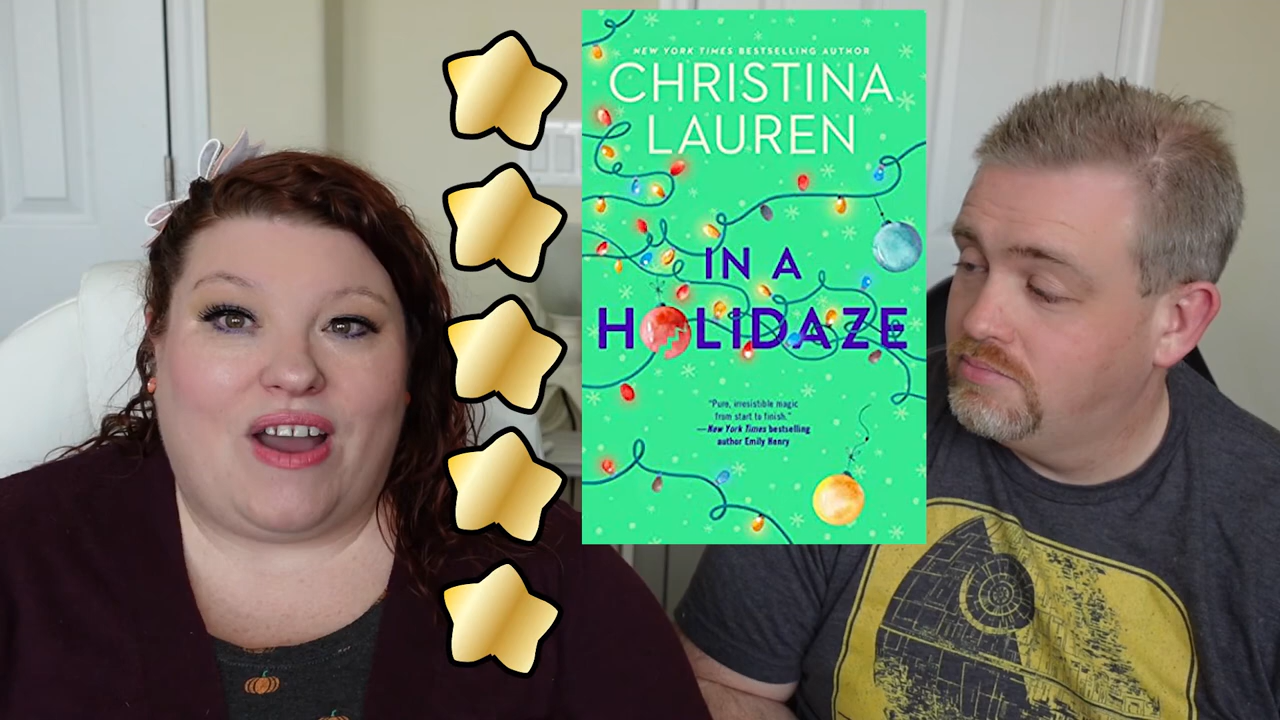 NEW YORK TIMES BESTSELLING AUTHOR
CHRISTINA
LAUREN
IN A
HOLIDAZE
"Pure, irresistible magic
from start to finish."
—New York Times bestselling
author Emily Henry